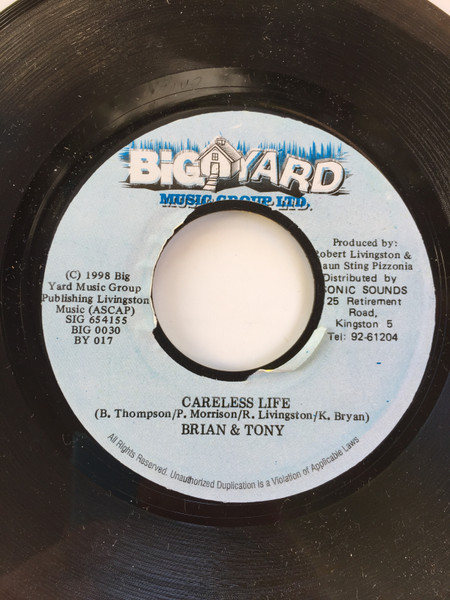 BIG YARD
MUSIC GROUP LTD.
(C) 1998 Big
Yard Music Group
Publishing Livingston
Music (ASCAP)
SIG 654155
BIG 0030
BY 017
Produced by:
obert Livingston &
aun Sting Pizzonia
Distributed by
SONIC SOUNDS
25 Retirement
Road,
Kingston 5
Tel: 92-61204
CARELESS LIFE
(B. Thompson/P. Morrison/R. Livingston/K. Bryan)
BRIAN & TONY
All Rights Reserved. Unauthorized Duplication is a Violation of Applicable Laws